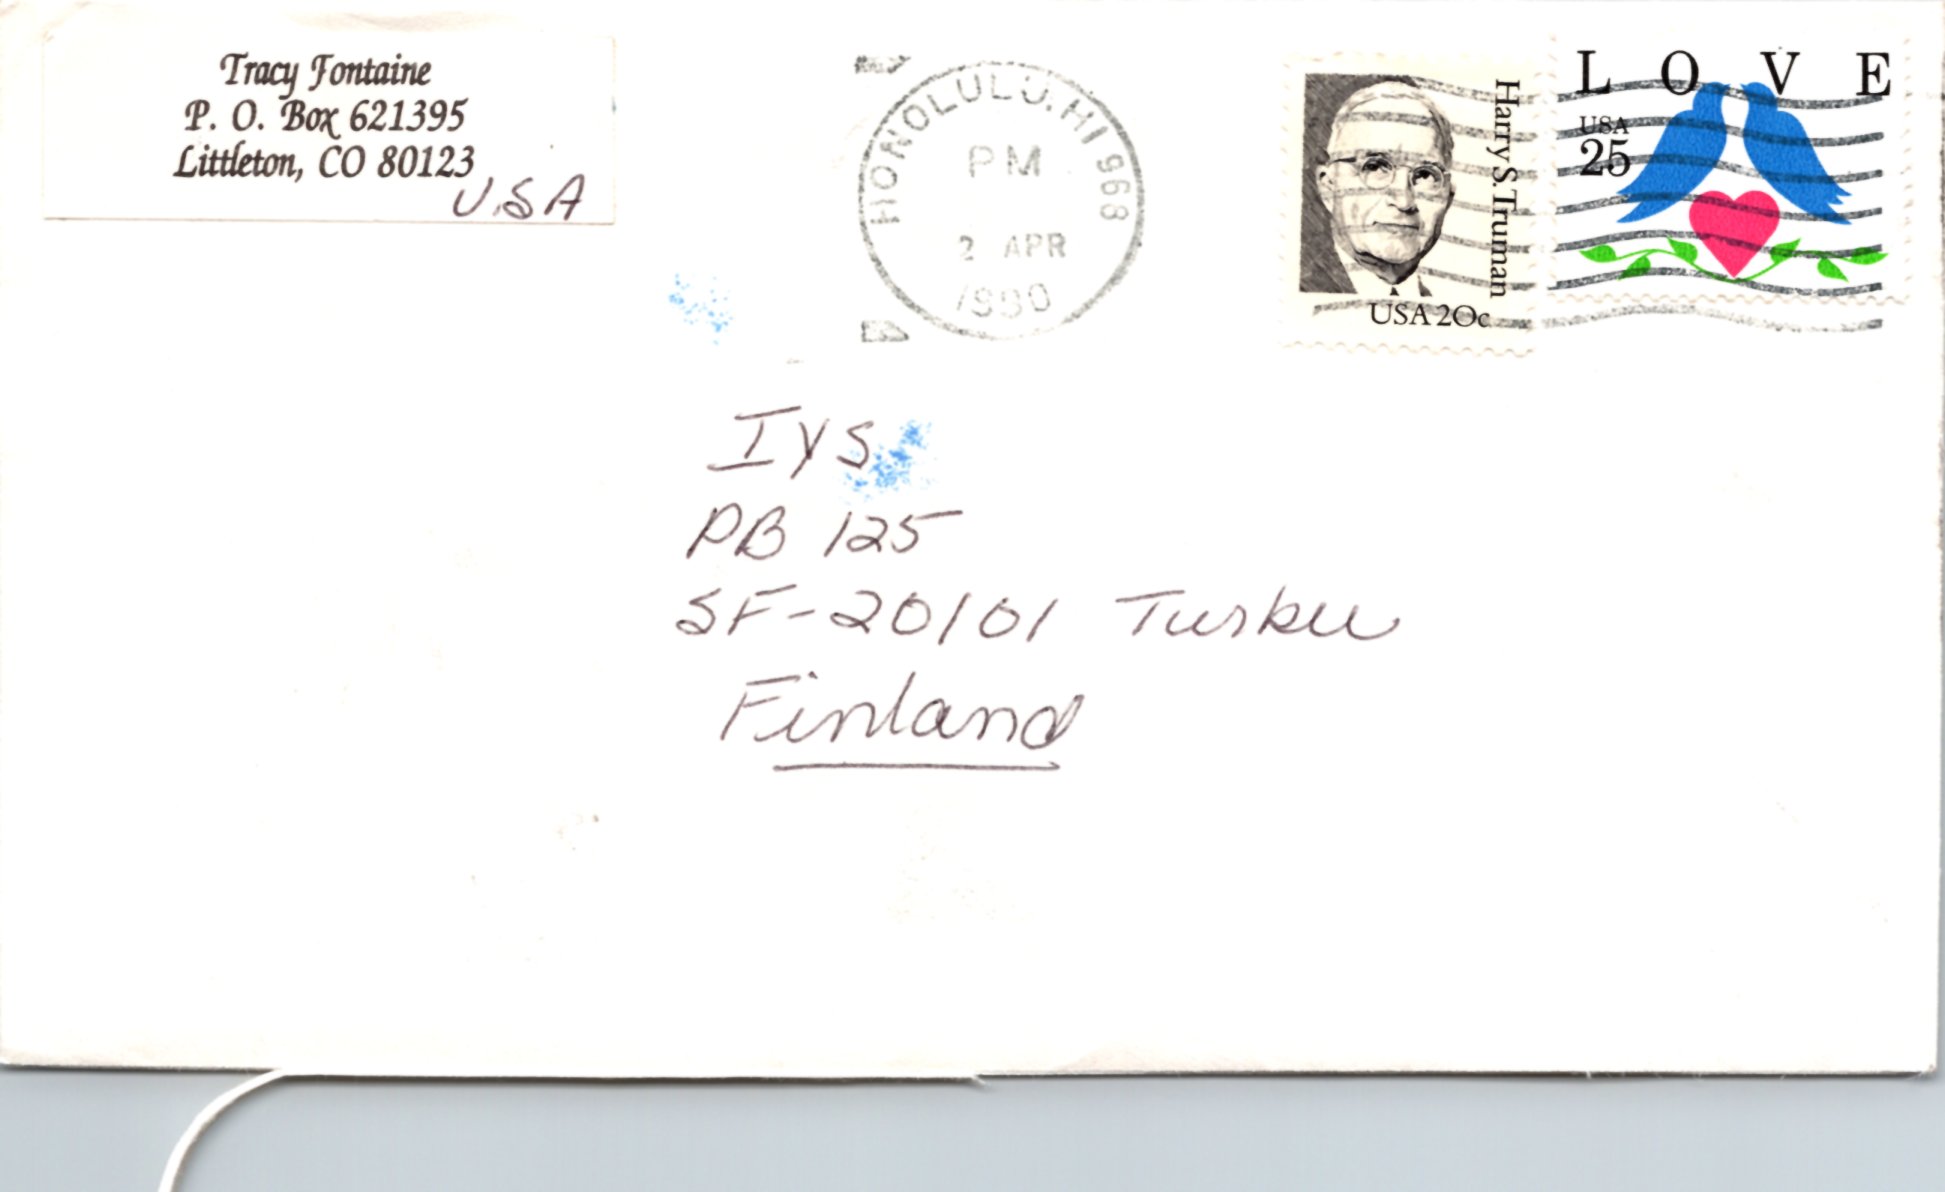 Tracy Fontaine
P. O. Box 621395
Littleton, CO 80123
U.S.A
HONOLULU, HI 968
PM
2 APR
1990
Harry S. Truman
USA 20c
LOVE
USA
25
IYS
PB 125
SF-20101 Turku
Finland